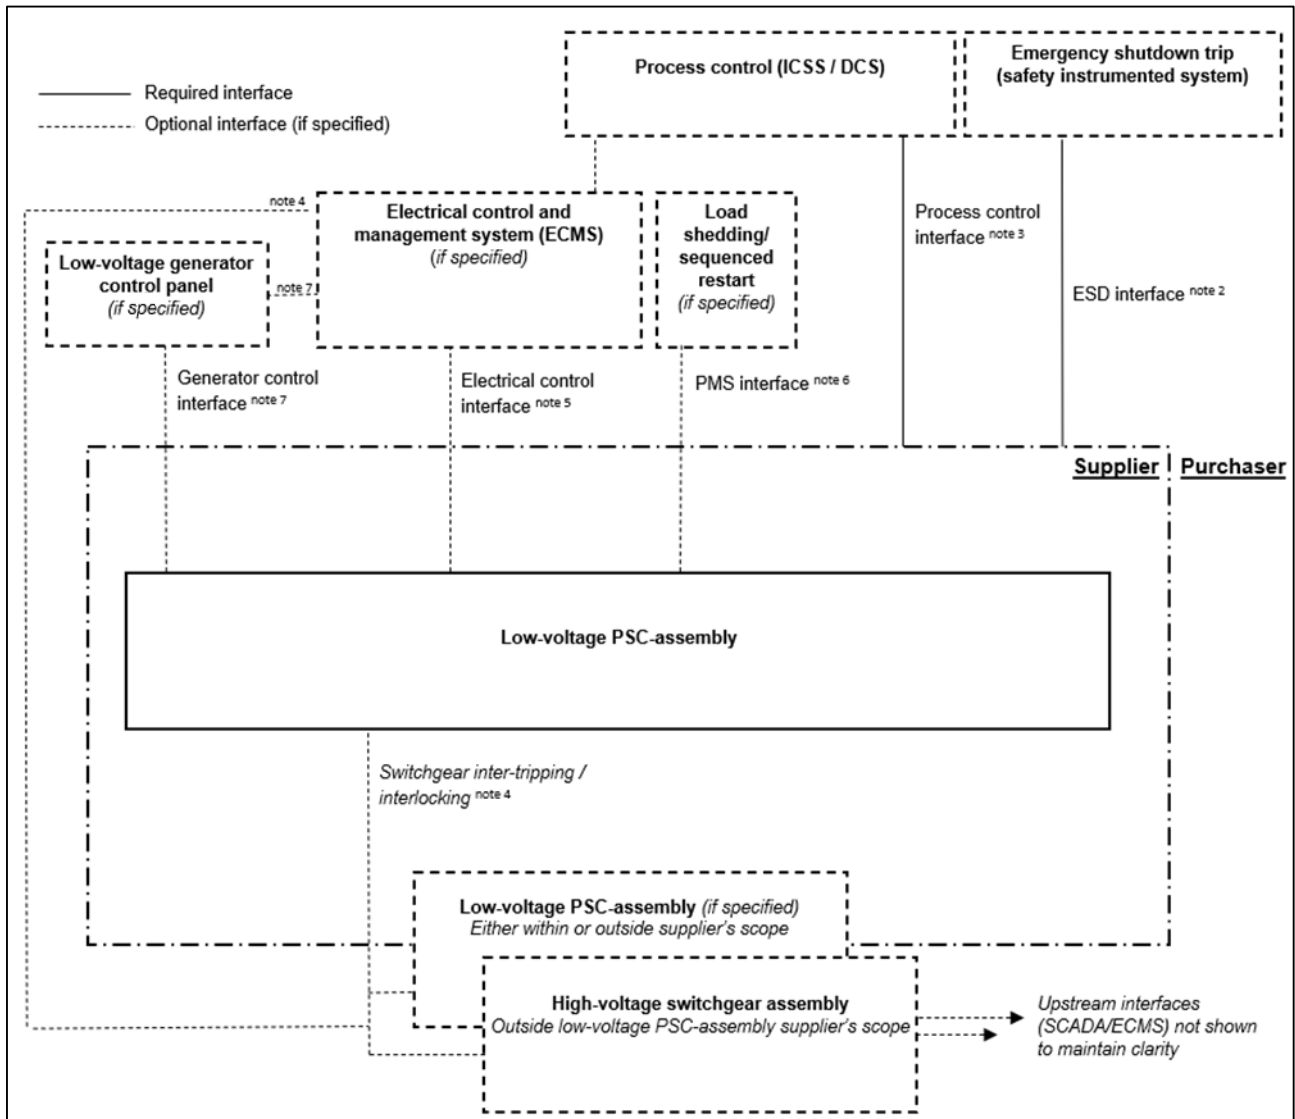 Process control (ICSS / DCS)
Emergency shutdown trip
(safety instrumented system)
Required interface
Optional interface (if specified)
note 4
Electrical control and
management system (ECMS)
(if specified)
Load
shedding/
sequenced
restart
(if specified)
Process control
interface note 3
Low-voltage generator
control panel
(if specified)
note 7
ESD interface note 2
Generator control
interface note 7
Electrical control
interface note 5
PMS interface note 6
Supplier
Purchaser
Low-voltage PSC-assembly
Switchgear inter-tripping /
interlocking note 4
Low-voltage PSC-assembly (if specified)
Either within or outside supplier's scope
High-voltage switchgear assembly
Outside low-voltage PSC-assembly supplier's scope
Upstream interfaces
(SCADA/ECMS) not shown
to maintain clarity